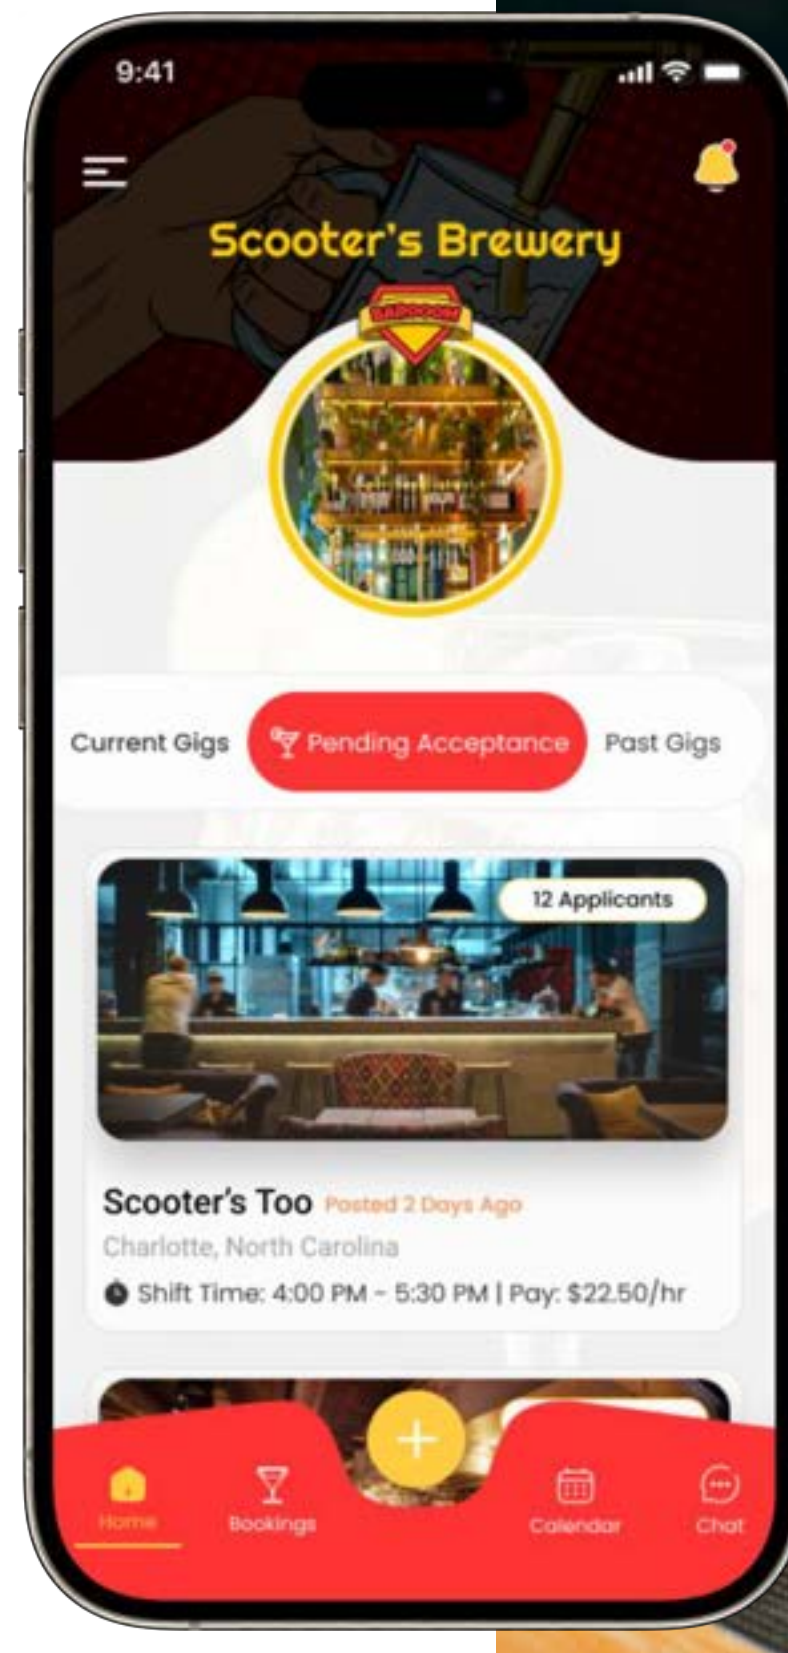 9:41
Scooter's Brewery
BAPOOOM
Current Gigs
Pending Acceptance
Past Gigs
12 Applicants
Scooter's Too Posted 2 Days Ago
Charlotte, North Carolina
Shift Time: 4:00 PM - 5:30 PM | Pay: $22.50/hr
Home
Bookings
Calendar
Chat